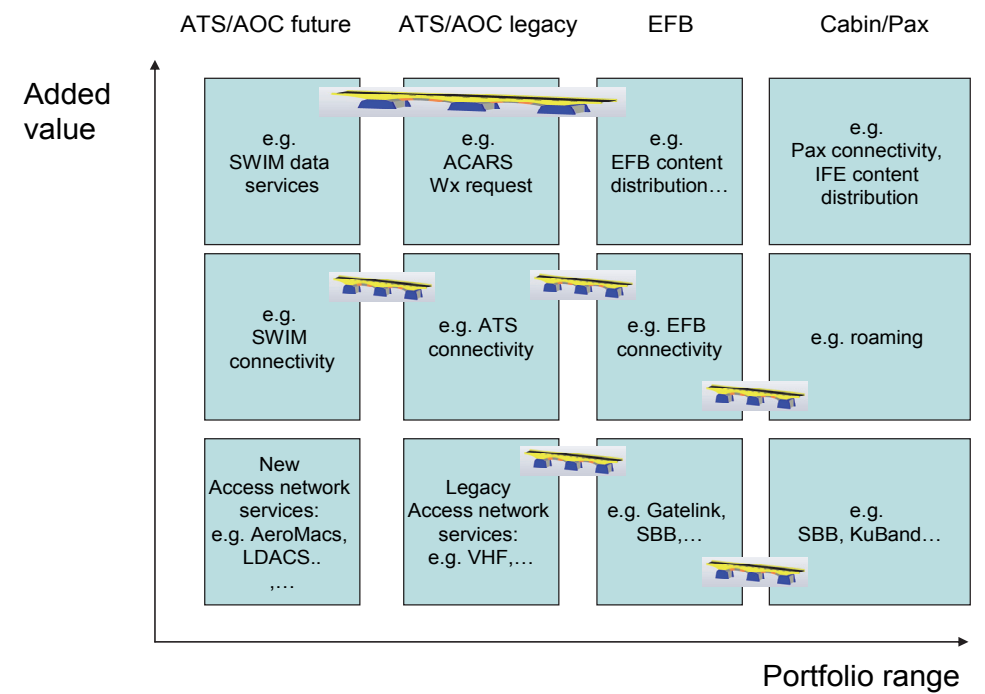 ATS/AOC future
ATS/AOC legacy
EFB
Cabin/Pax
Added
value
e.g.
SWIM data
services
e.g.
ACARS
Wx request
e.g.
EFB content
distribution…
e.g.
Pax connectivity,
IFE content
distribution
e.g.
SWIM
connectivity
e.g. ATS
connectivity
e.g. EFB
connectivity
e.g. roaming
New
Access network
services:
e.g. AeroMacs,
LDACS..
,…
Legacy
Access network
services:
e.g. VHF,…
e.g. Gatelink,
SBB,…
e.g.
SBB, KuBand…
Portfolio range